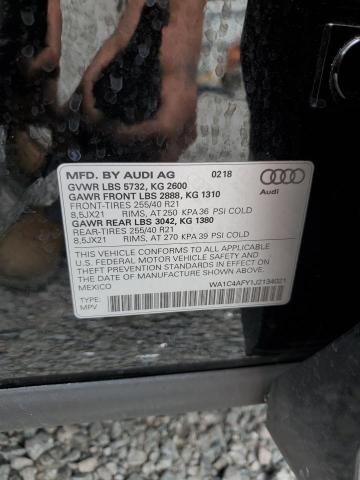 MFD. BY AUDI AG 0218
GVWR LBS 5732, KG 2600
GAWR FRONT LBS 2888, KG 1310
FRONT-TIRES 255/40 R21
8,5JX21 RIMS, AT 250 KPA 36 PSI COLD
GAWR REAR LBS 3042, KG 1380
REAR-TIRES 255/40 R21
8,5JX21 RIMS, AT 270 KPA 39 PSI COLD
Audi
THIS VEHICLE CONFORMS TO ALL APPLICABLE
U.S. FEDERAL MOTOR VEHICLE SAFETY STANDARDS IN EFFECT ON
THE DATE OF MANUFACTURE SHOWN ABOVE
MEXICO
TYPE:
MPV
WA1C4AFY1J2134021